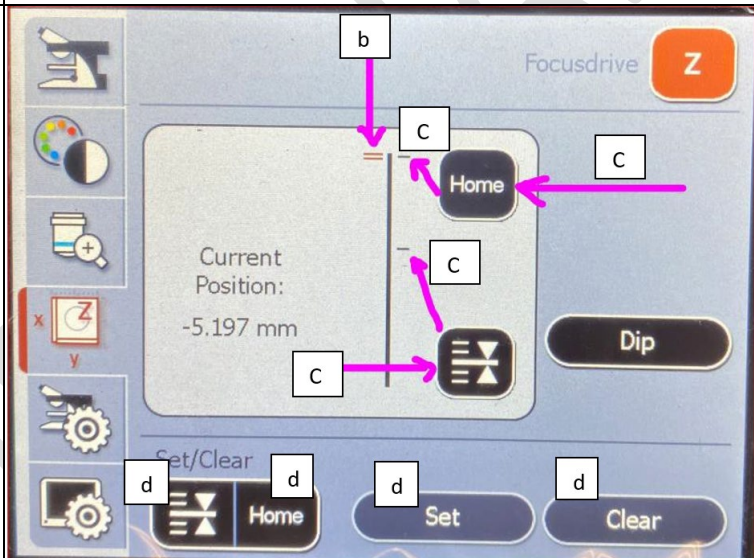 b
Focusdrive
Z
C
C
Home
C
Current
Position:
-5.197 mm
Z
x
y
Dip
C
Set/Clear
d
d
d
d
Home
Set
Clear